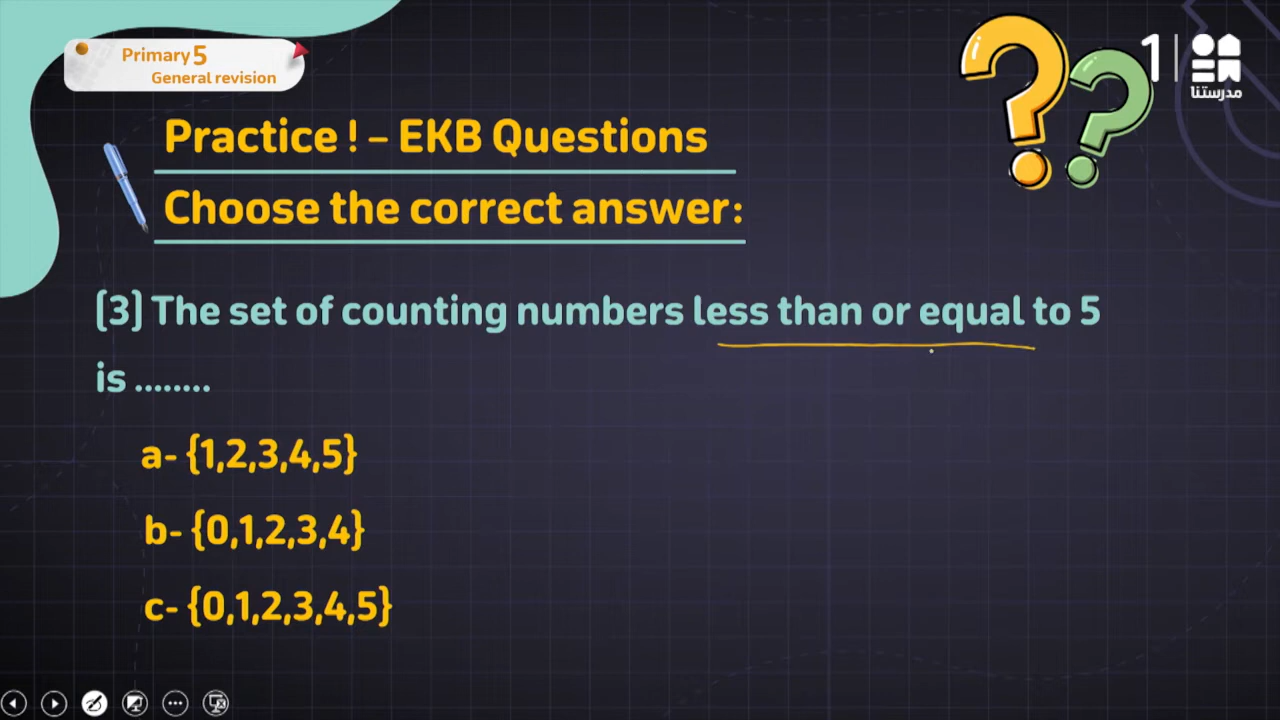 Primary 5
General revision
1
مدرستنا
Practice ! - EKB Questions
Choose the correct answer:
(3) The set of counting numbers less than or equal to 5
is ........
a- {1,2,3,4,5}
b- {0,1,2,3,4}
c- {0,1,2,3,4,5}